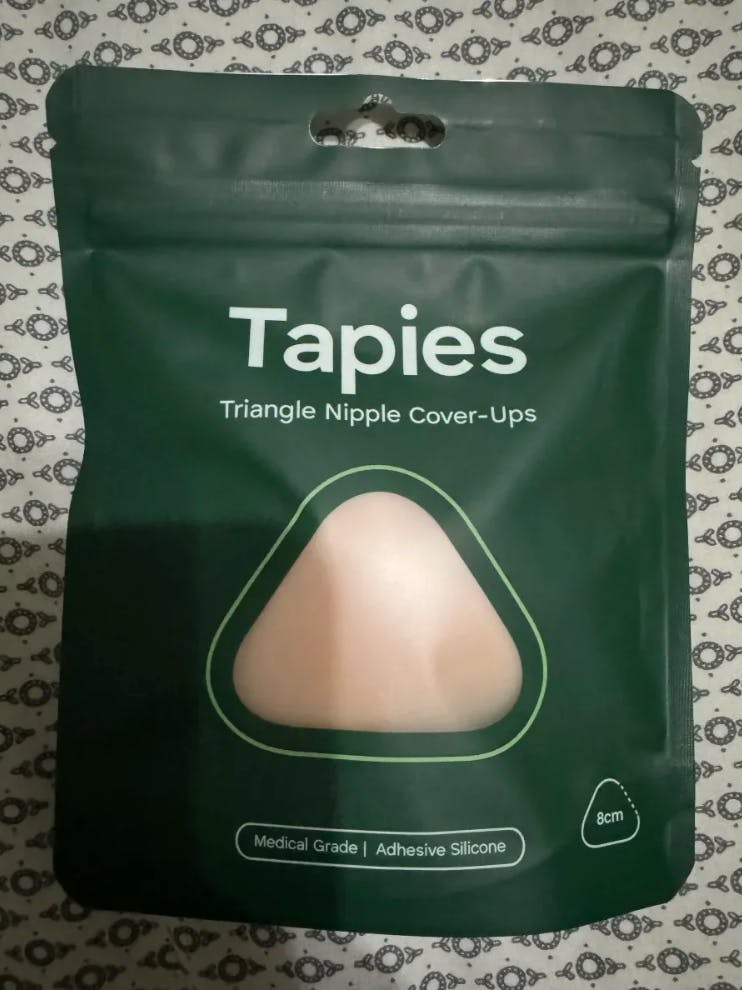 Tapies
Triangle Nipple Cover-Ups
8cm
Medical Grade | Adhesive Silicone